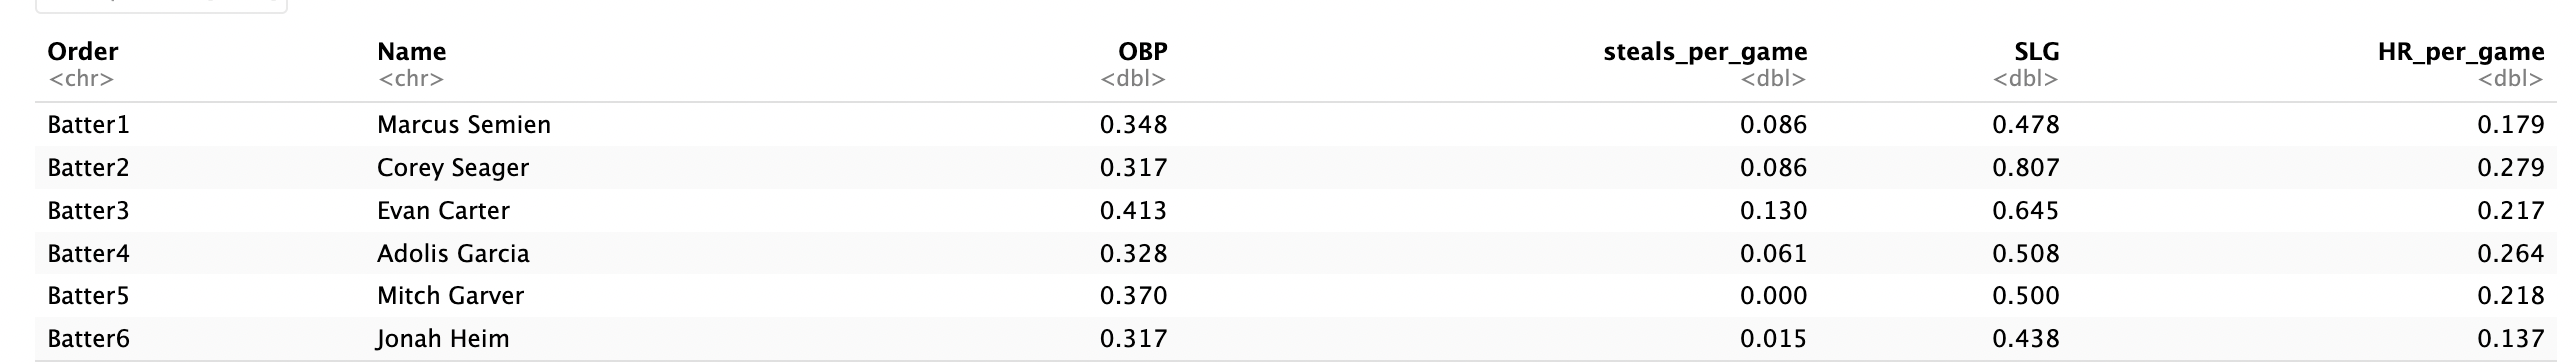 Order Name OBP steals_per_game SLG HR_per_game
<chr> <chr> <dbl> <dbl> <dbl> <dbl>
Batter1 Marcus Semien 0.348 0.086 0.478 0.179
Batter2 Corey Seager 0.317 0.086 0.807 0.279
Batter3 Evan Carter 0.413 0.130 0.645 0.217
Batter4 Adolis Garcia 0.328 0.061 0.508 0.264
Batter5 Mitch Garver 0.370 0.000 0.500 0.218
Batter6 Jonah Heim 0.317 0.015 0.438 0.137